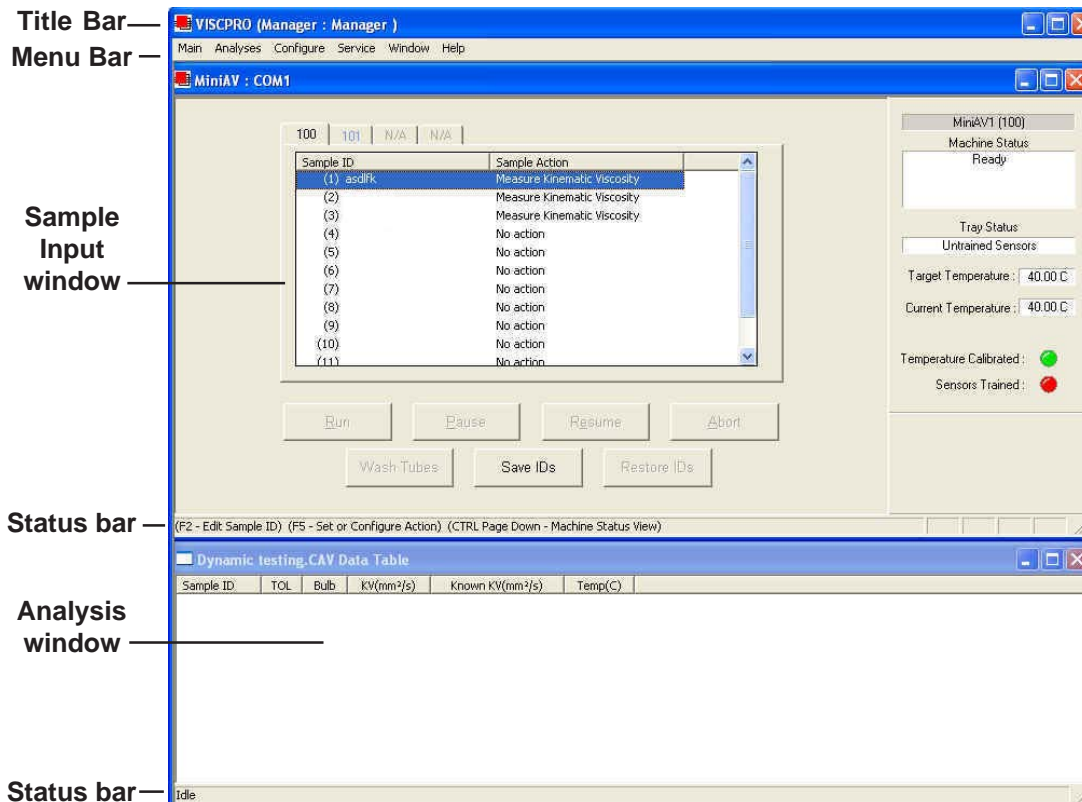 Title Bar
VISCPRO (Manager : Manager )
Menu Bar
Main Analyses Configure Service Window Help
MiniAV : COM1
100 101 N/A N/A
Sample ID Sample Action
(1) asdlfk Measure Kinematic Viscosity
(2) Measure Kinematic Viscosity
(3) Measure Kinematic Viscosity
(4) No action
(5) No action
(6) No action
(7) No action
(8) No action
(9) No action
(10) No action
(11) No action
Sample
Input
window
MiniAV1 (100)
Machine Status
Ready
Tray Status
Untrained Sensors
Target Temperature : 40.00 C
Current Temperature : 40.00 C
Temperature Calibrated :
Sensors Trained :
Run Pause Resume Abort
Wash Tubes Save IDs Restore IDs
Status bar
(F2 - Edit Sample ID) (F5 - Set or Configure Action) (CTRL Page Down - Machine Status View)
Dynamic testing.CAV Data Table
Sample ID TOL Bulb KV(mm²/s) Known KV(mm²/s) Temp(C)
Analysis
window
Status bar
Idle